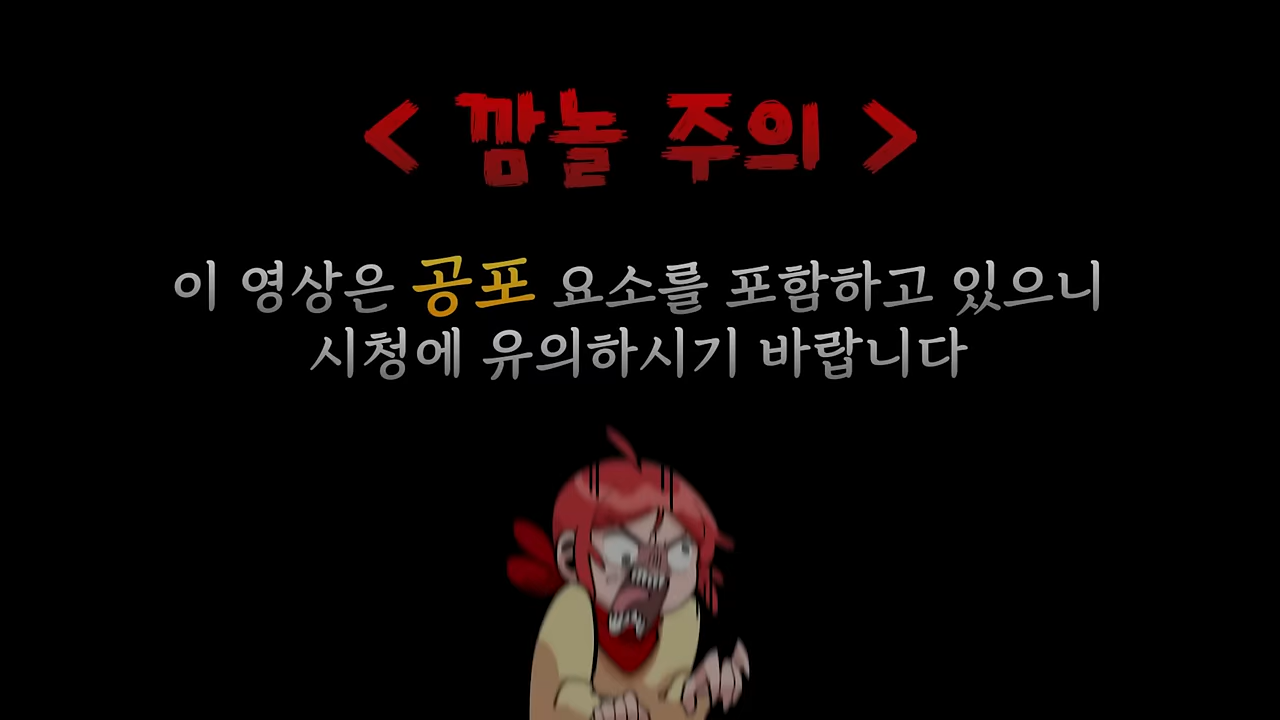 < 깜놀 주의 >
이 영상은 공포 요소를 포함하고 있으니
시청에 유의하시기 바랍니다